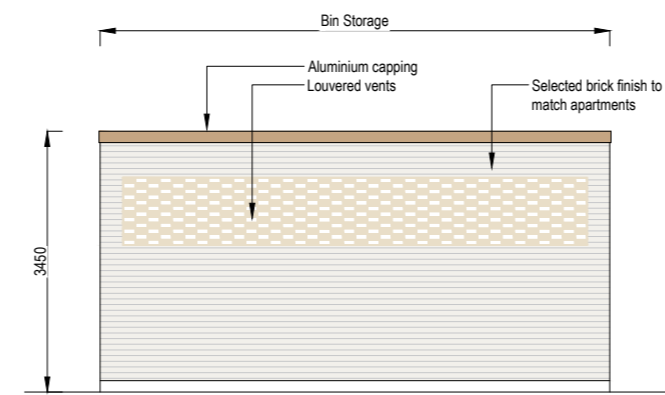 Bin Storage
Aluminium capping
Louvered vents
Selected brick finish to
match apartments
3450